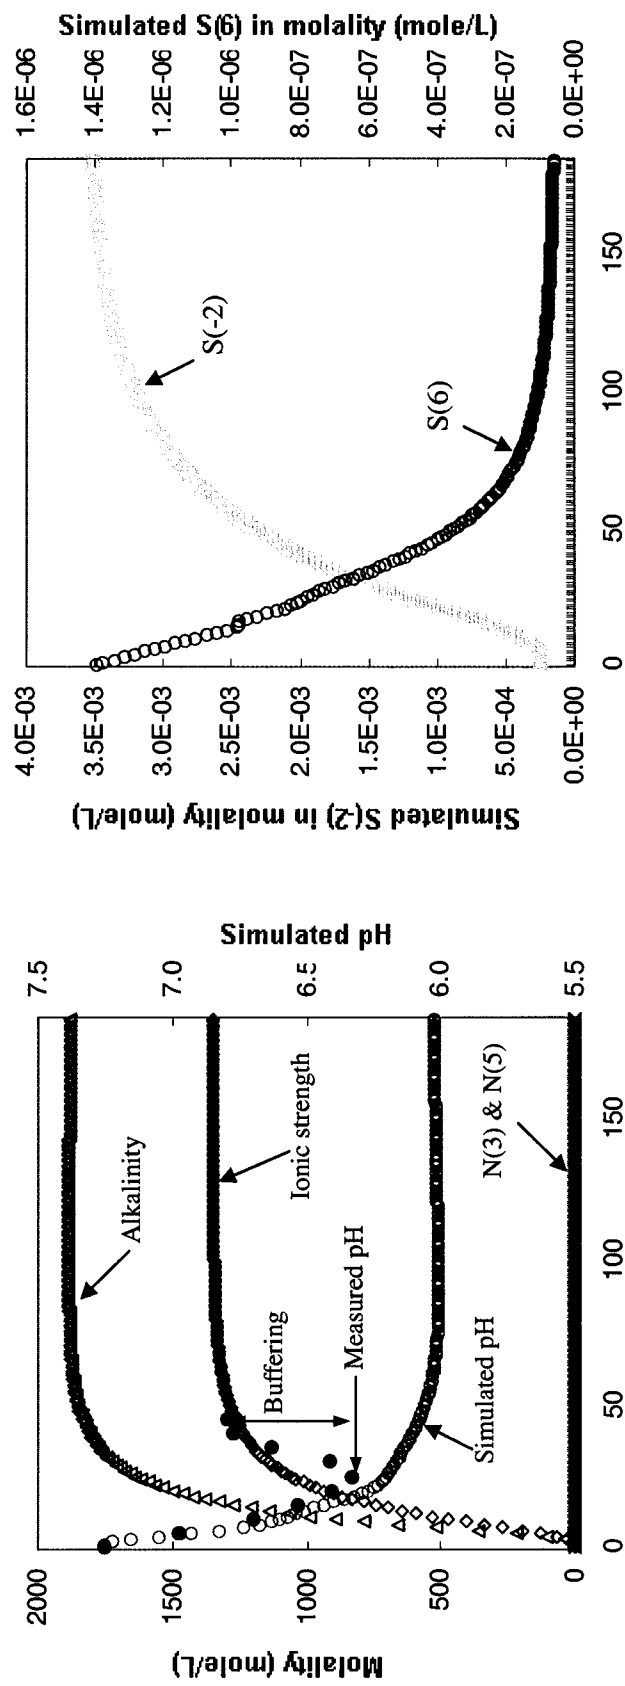 Molality (mole/L)
2000
1500
1000
500
0
Alkalinity
Ionic strength
Buffering
Measured pH
Simulated pH
N(3) & N(5)
0
50
100
150
7.5
7.0
6.5
6.0
5.5
Simulated pH
Simulated S(-2) in molality (mole/L)
4.0E-03
3.5E-03
3.0E-03
2.5E-03
2.0E-03
1.5E-03
1.0E-03
5.0E-04
0.0E+00
S(-2)
S(6)
0
50
100
150
1.6E-06
1.4E-06
1.2E-06
1.0E-06
8.0E-07
6.0E-07
4.0E-07
2.0E-07
0.0E+00
Simulated S(6) in molality (mole/L)